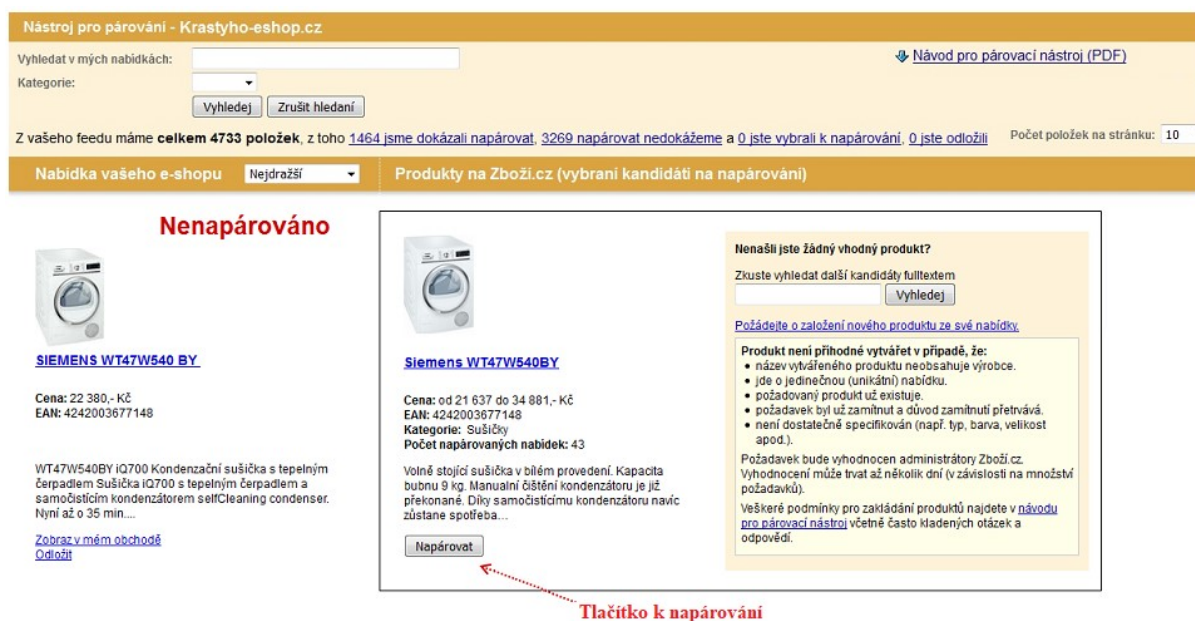 Nástroj pro párování - Krastyho-eshop.cz
Vyhledat v mých nabídkách:
Návod pro párovací nástroj (PDF)
Kategorie:
Vyhledej Zrušit hledaní
Z vašeho feedu máme celkem 4733 položek, z toho 1464 jsme dokázali napárovat, 3269 napárovat nedokážeme a 0 jste vybrali k napárování, 0 jste odložili
Počet položek na stránku: 10
Nabídka vašeho e-shopu Nejdražší Produkty na Zboží.cz (vybraní kandidáti na napárování)
Nenapárováno
SIEMENS WT47W540 BY
Cena: 22 380,- Kč
EAN: 4242003677148
WT47W540BY iQ700 Kondenzační sušička s tepelným
čerpadlem Sušička iQ700 s tepelným čerpadlem a
samočistícím kondenzátorem selfCleaning condenser.
Nyní až o 35 min....
Zobraz v mém obchodě
Odložit
Siemens WT47W540BY
Cena: od 21 637 do 34 881,- Kč
EAN: 4242003677148
Kategorie: Sušičky
Počet napárovaných nabídek: 43
Volně stojící sušička v bílém provedení. Kapacita
bubnu 9 kg. Manualní čištění kondenzátoru je již
překonané. Díky samočistícímu kondenzátoru navíc
zůstane spotřeba...
Napárovat
Nenašli jste žádný vhodný produkt?
Zkuste vyhledat další kandidáty fulltextem
Vyhledej
Požádejte o založení nového produktu ze své nabídky.
Produkt není příhodné vytvářet v případě, že:
• název vytvářeného produktu neobsahuje výrobce.
• jde o jedinečnou (unikátní) nabídku.
• požadovaný produkt už existuje.
• požadavek byl už zamítnut a důvod zamítnutí přetrvává.
• není dostatečně specifikován (např. typ, barva, velikost
apod.).
Požadavek bude vyhodnocen administrátory Zboží.cz.
Vyhodnocení může trvat až několik dní (v závislosti na množství
požadavků).
Veškeré podmínky pro zakládání produktů najdete v návodu
pro párovací nástroj včetně často kladených otázek a
odpovědí.
Tlačítko k napárování